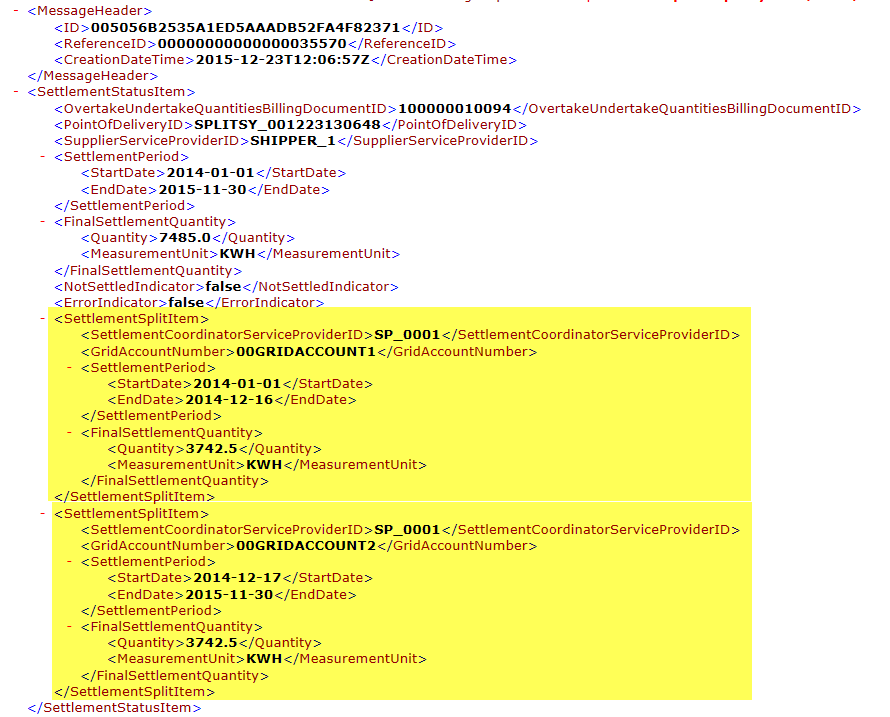 - <MessageHeader>
<ID>005056B2535A1ED5AAADB52FA4F82371</ID>
<ReferenceID>00000000000000035570</ReferenceID>
<CreationDateTime>2015-12-23T12:06:57Z</CreationDateTime>
</MessageHeader>
- <SettlementStatusItem>
<OvertakeUndertakeQuantitiesBillingDocumentID>100000010094</OvertakeUndertakeQuantitiesBillingDocumentID>
<PointOfDeliveryID>SPLITSY_001223130648</PointOfDeliveryID>
<SupplierServiceProviderID>SHIPPER_1</SupplierServiceProviderID>
- <SettlementPeriod>
<StartDate>2014-01-01</StartDate>
<EndDate>2015-11-30</EndDate>
</SettlementPeriod>
- <FinalSettlementQuantity>
<Quantity>7485.0</Quantity>
<MeasurementUnit>KWH</MeasurementUnit>
</FinalSettlementQuantity>
<NotSettledIndicator>false</NotSettledIndicator>
<ErrorIndicator>false</ErrorIndicator>
- <SettlementSplitItem>
<SettlementCoordinatorServiceProviderID>SP_0001</SettlementCoordinatorServiceProviderID>
<GridAccountNumber>00GRIDACCOUNT1</GridAccountNumber>
- <SettlementPeriod>
<StartDate>2014-01-01</StartDate>
<EndDate>2014-12-16</EndDate>
</SettlementPeriod>
- <FinalSettlementQuantity>
<Quantity>3742.5</Quantity>
<MeasurementUnit>KWH</MeasurementUnit>
</FinalSettlementQuantity>
</SettlementSplitItem>
- <SettlementSplitItem>
<SettlementCoordinatorServiceProviderID>SP_0001</SettlementCoordinatorServiceProviderID>
<GridAccountNumber>00GRIDACCOUNT2</GridAccountNumber>
- <SettlementPeriod>
<StartDate>2014-12-17</StartDate>
<EndDate>2015-11-30</EndDate>
</SettlementPeriod>
- <FinalSettlementQuantity>
<Quantity>3742.5</Quantity>
<MeasurementUnit>KWH</MeasurementUnit>
</FinalSettlementQuantity>
</SettlementSplitItem>
</SettlementStatusItem>